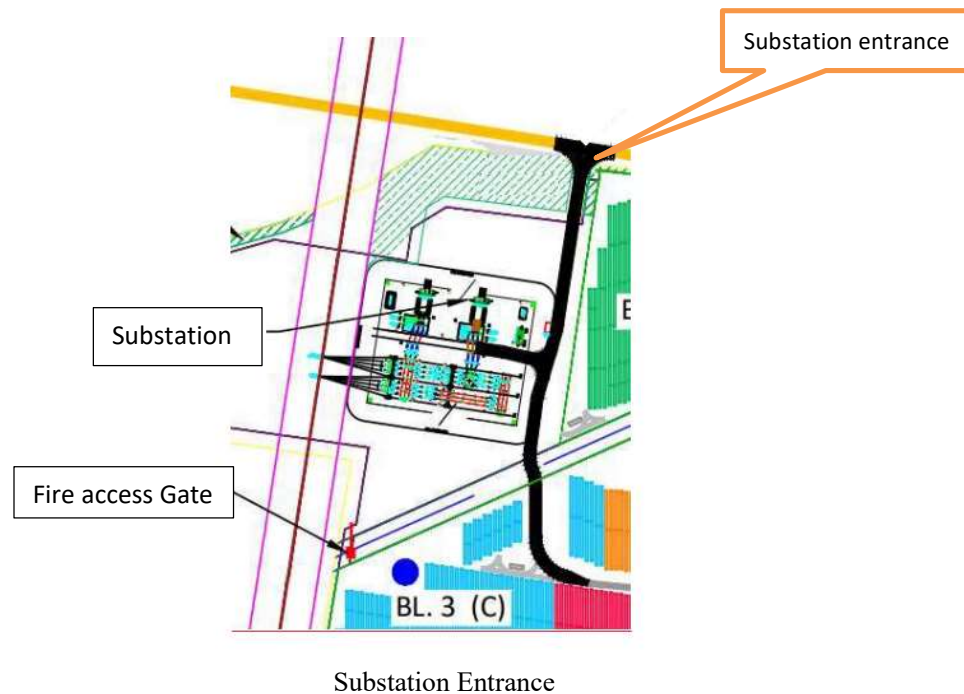 Substation entrance
Substation
E
Fire access Gate
BL. 3 (C)
Substation Entrance